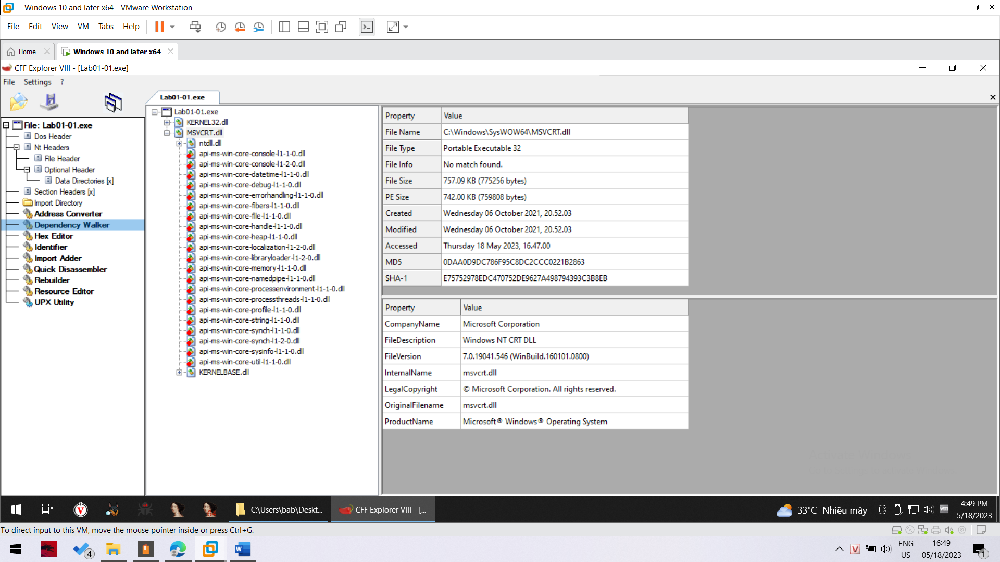 Windows 10 and later x64 - VMware Workstation
File Edit View VM Tabs Help
Home
Windows 10 and later x64
CFF Explorer VIII - [Lab01-01.exe]
File Settings ?
Lab01-01.exe
File: Lab01-01.exe
Dos Header
Nt Headers
File Header
Optional Header
Data Directories [x]
Section Headers [x]
Import Directory
Address Converter
Dependency Walker
Hex Editor
Identifier
Import Adder
Quick Disassembler
Rebuilder
Resource Editor
UPX Utility
Lab01-01.exe
KERNEL32.dll
MSVCRT.dll
ntdll.dll
api-ms-win-core-console-l1-1-0.dll
api-ms-win-core-console-l1-2-0.dll
api-ms-win-core-datetime-l1-1-0.dll
api-ms-win-core-debug-l1-1-0.dll
api-ms-win-core-errorhandling-l1-1-0.dll
api-ms-win-core-fibers-l1-1-0.dll
api-ms-win-core-file-l1-1-0.dll
api-ms-win-core-handle-l1-1-0.dll
api-ms-win-core-heap-l1-1-0.dll
api-ms-win-core-localization-l1-2-0.dll
api-ms-win-core-libraryloader-l1-2-0.dll
api-ms-win-core-memory-l1-1-0.dll
api-ms-win-core-namedpipe-l1-1-0.dll
api-ms-win-core-processenvironment-l1-1-0.dll
api-ms-win-core-processthreads-l1-1-0.dll
api-ms-win-core-profile-l1-1-0.dll
api-ms-win-core-string-l1-1-0.dll
api-ms-win-core-synch-l1-1-0.dll
api-ms-win-core-synch-l1-2-0.dll
api-ms-win-core-sysinfo-l1-1-0.dll
api-ms-win-core-util-l1-1-0.dll
KERNELBASE.dll
Property Value
File Name C:\Windows\SysWOW64\MSVCRT.dll
File Type Portable Executable 32
File Info No match found.
File Size 757.09 KB (775256 bytes)
PE Size 742.00 KB (759808 bytes)
Created Wednesday 06 October 2021, 20.52.03
Modified Wednesday 06 October 2021, 20.52.03
Accessed Thursday 18 May 2023, 16.47.00
MD5 0DAA0D9DC786F95C8DC2CCC0221B2863
SHA-1 E75752978EDC470752DE9627A498794393C3B8EB
Property Value
CompanyName Microsoft Corporation
FileDescription Windows NT CRT DLL
FileVersion 7.0.19041.546 (WinBuild.160101.0800)
InternalName msvcrt.dll
LegalCopyright © Microsoft Corporation. All rights reserved.
OriginalFilename msvcrt.dll
ProductName Microsoft® Windows® Operating System
64
C:\Users\bab\Deskt...
CFF Explorer VIII - [...
33°C Nhiều mây
vm
4:49 PM
5/18/2023
To direct input to this VM, move the mouse pointer inside or press Ctrl+G.
4
ENG
US
16:49
05/18/2023
1